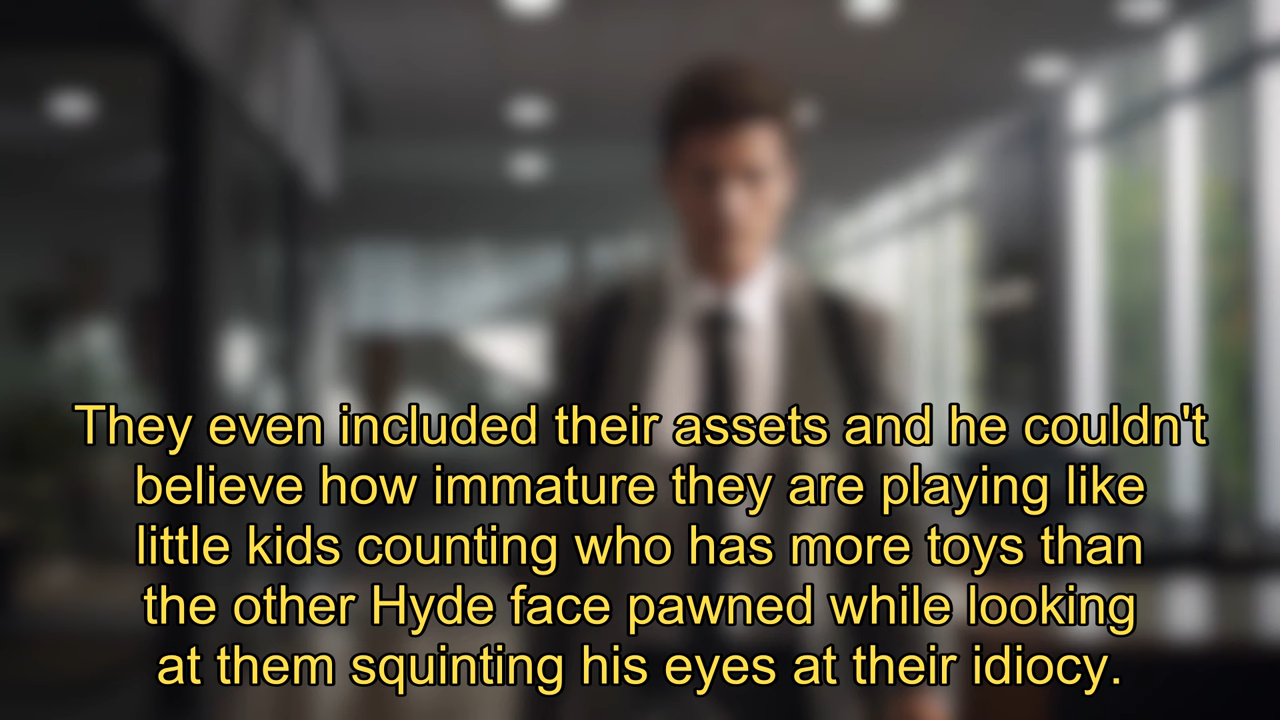 They even included their assets and he couldn't
believe how immature they are playing like
little kids counting who has more toys than
the other Hyde face pawned while looking
at them squinting his eyes at their idiocy.